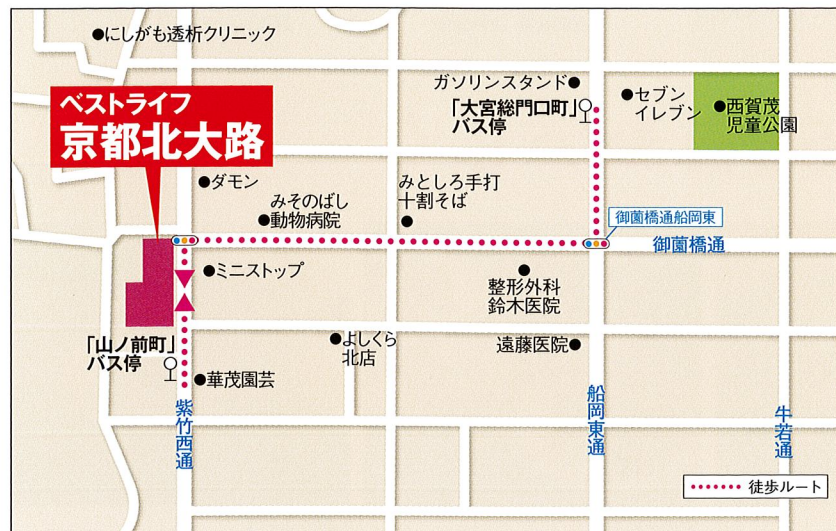 にしがも透析クリニック
ベストライフ
京都北大路
ガソリンスタンド
「大宮総門口町」
バス停
セブン
イレブン
西賀茂
児童公園
ダモン
みそのばし
動物病院
みとしろ手打
十割そば
御薗橋通船岡東
御薗橋通
ミニストップ
整形外科
鈴木医院
「山ノ前町」
バス停
よしくら
北店
遠藤医院
華茂園芸
紫竹西通
船岡東通
牛若通
徒歩ルート